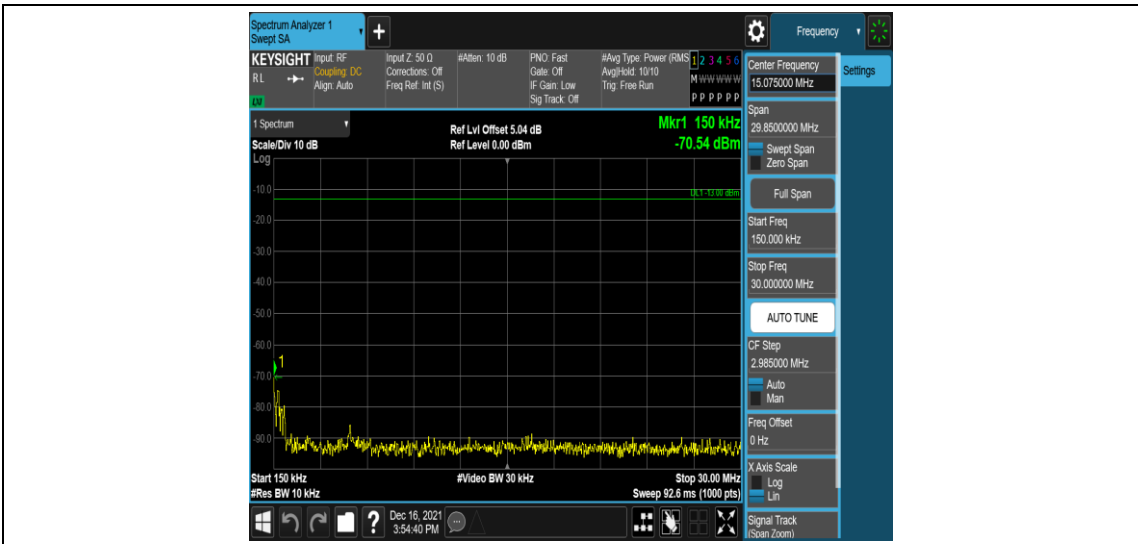 Spectrum Analyzer 1
Swept SA
+
Frequency
KEYSIGHT
RL
LXI
Input: RF
Coupling: DC
Align: Auto
Input Z: 50 Ω
Corrections: Off
Freq Ref: Int (S)
#Atten: 10 dB
PNO: Fast
Gate: Off
IF Gain: Low
Sig Track: Off
#Avg Type: Power (RMS
Avg|Hold: 10/10
Trig: Free Run
1 2 3 4 5 6
M W W W W W
P P P P P P
1 Spectrum
Scale/Div 10 dB
Log
Ref Lvl Offset 5.04 dB
Ref Level 0.00 dBm
Mkr1 150 kHz
-70.54 dBm
DL1 -13.00 dBm
-10.0
-20.0
-30.0
-40.0
-50.0
-60.0
-70.0
-80.0
-90.0
1
Start 150 kHz
#Res BW 10 kHz
#Video BW 30 kHz
Stop 30.00 MHz
Sweep 92.6 ms (1000 pts)
?
Dec 16, 2021
3:54:40 PM
Center Frequency
15.075000 MHz
Span
29.8500000 MHz
Swept Span
Zero Span
Full Span
Start Freq
150.000 kHz
Stop Freq
30.000000 MHz
AUTO TUNE
CF Step
2.985000 MHz
Auto
Man
Freq Offset
0 Hz
X Axis Scale
Log
Lin
Signal Track
(Span Zoom)
Settings